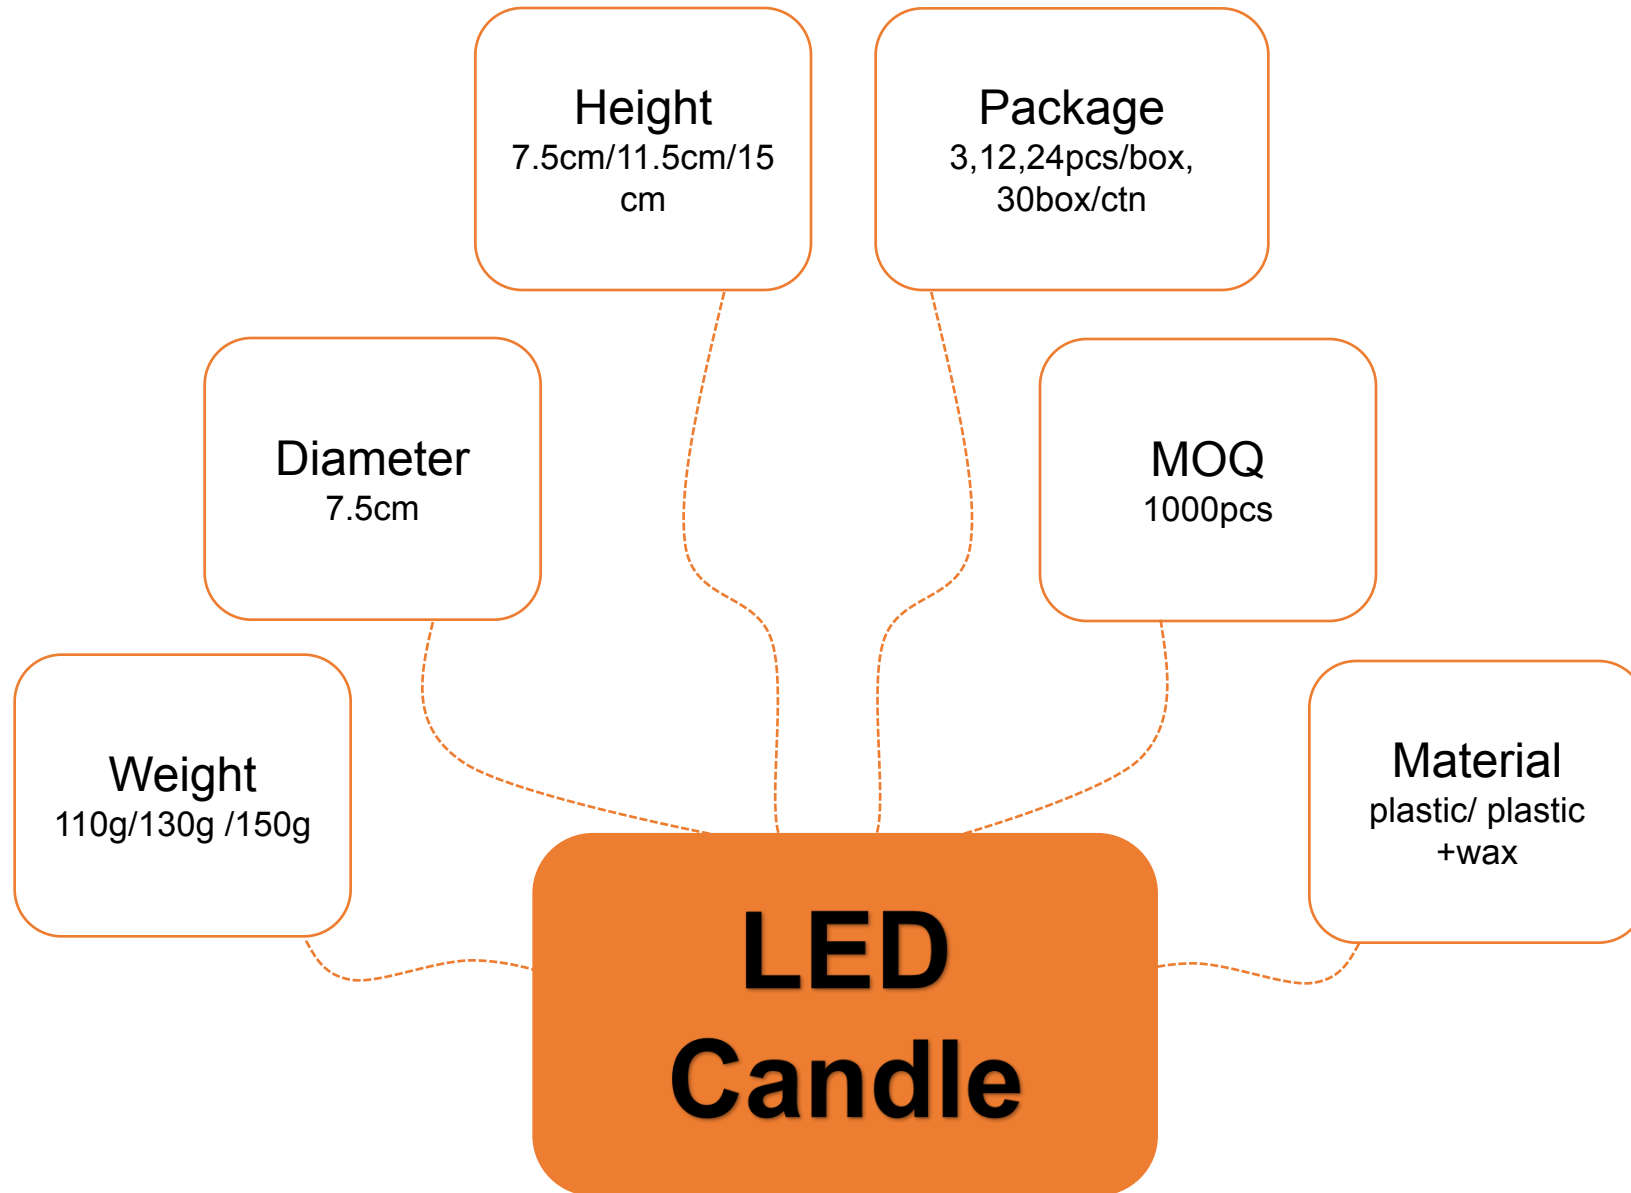 Height
7.5cm/11.5cm/15
cm
Package
3,12,24pcs/box,
30box/ctn
Diameter
7.5cm
MOQ
1000pcs
Weight
110g/130g /150g
Material
plastic/ plastic
+wax
LED
Candle